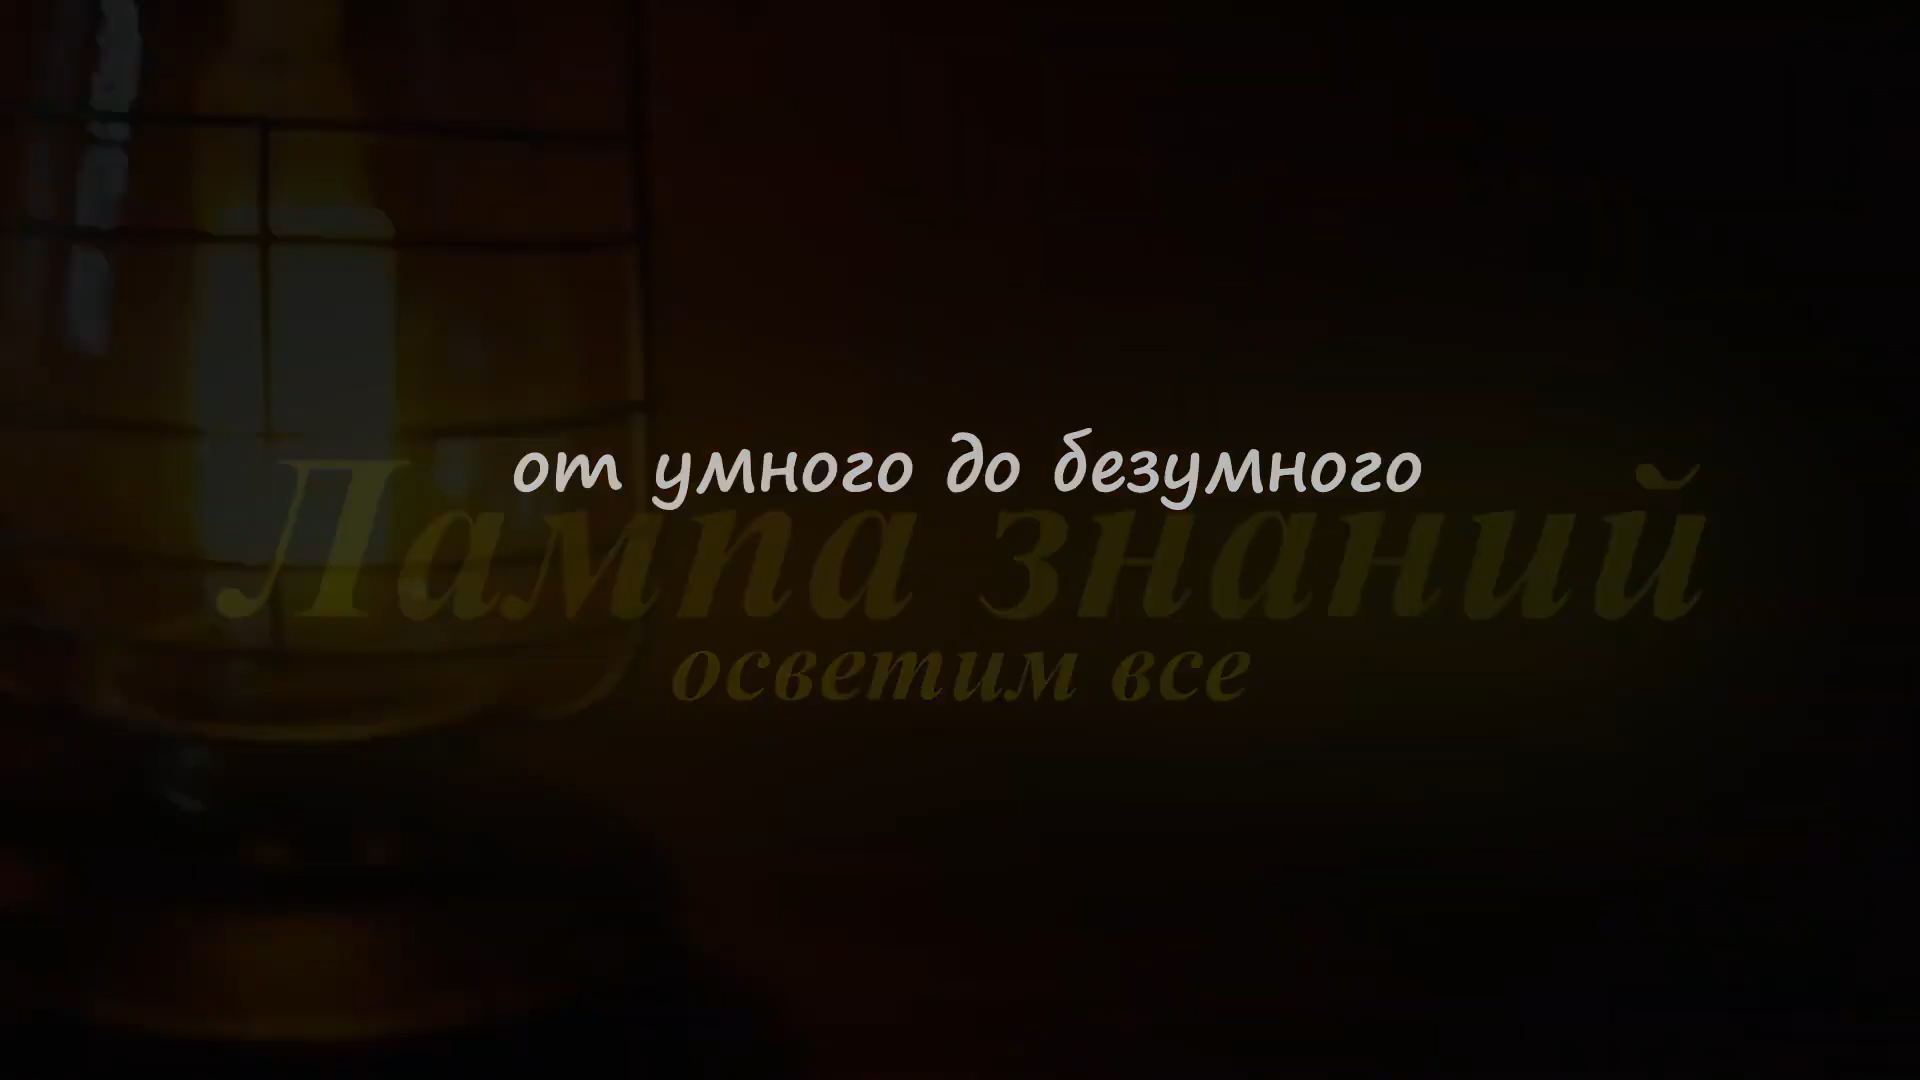 от умного до безумного
Лампа знаний
осветим все